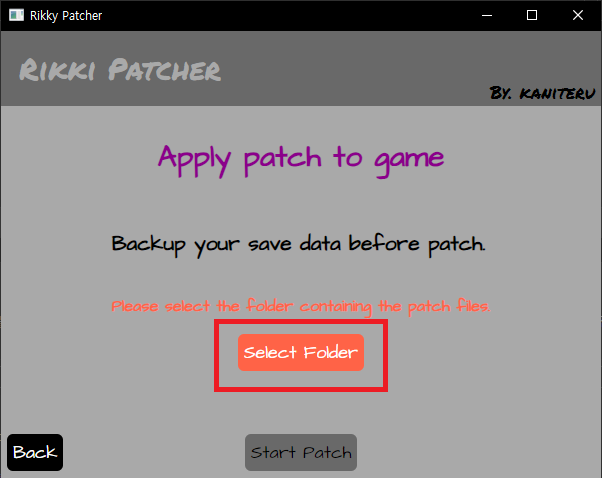 Rikky Patcher
Rikki Patcher
By. kaniteru
Apply patch to game
Backup your save data before patch.
Please select the folder containing the patch files.
Select Folder
Back
Start Patch